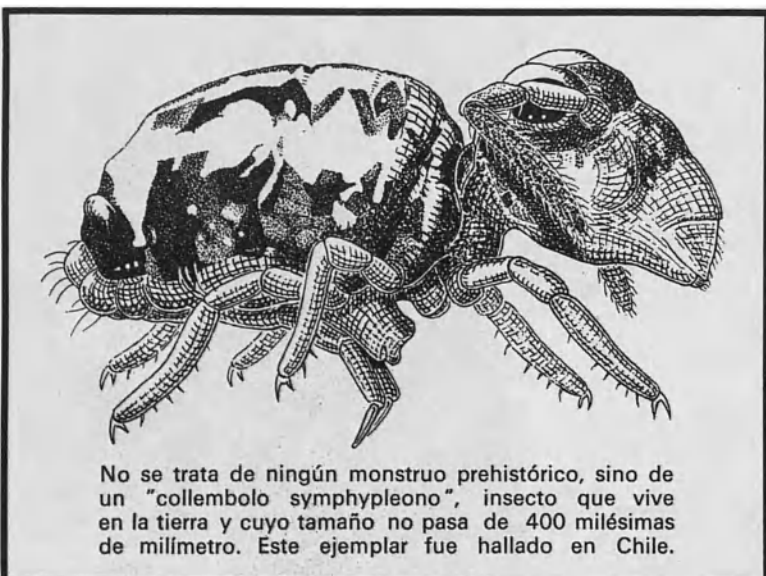 No se trata de ningún monstruo prehistórico, sino de
un "collembolo symphypleono", insecto que vive
en la tierra y cuyo tamaño no pasa de 400 milésimas
de milímetro. Este ejemplar fue hallado en Chile.